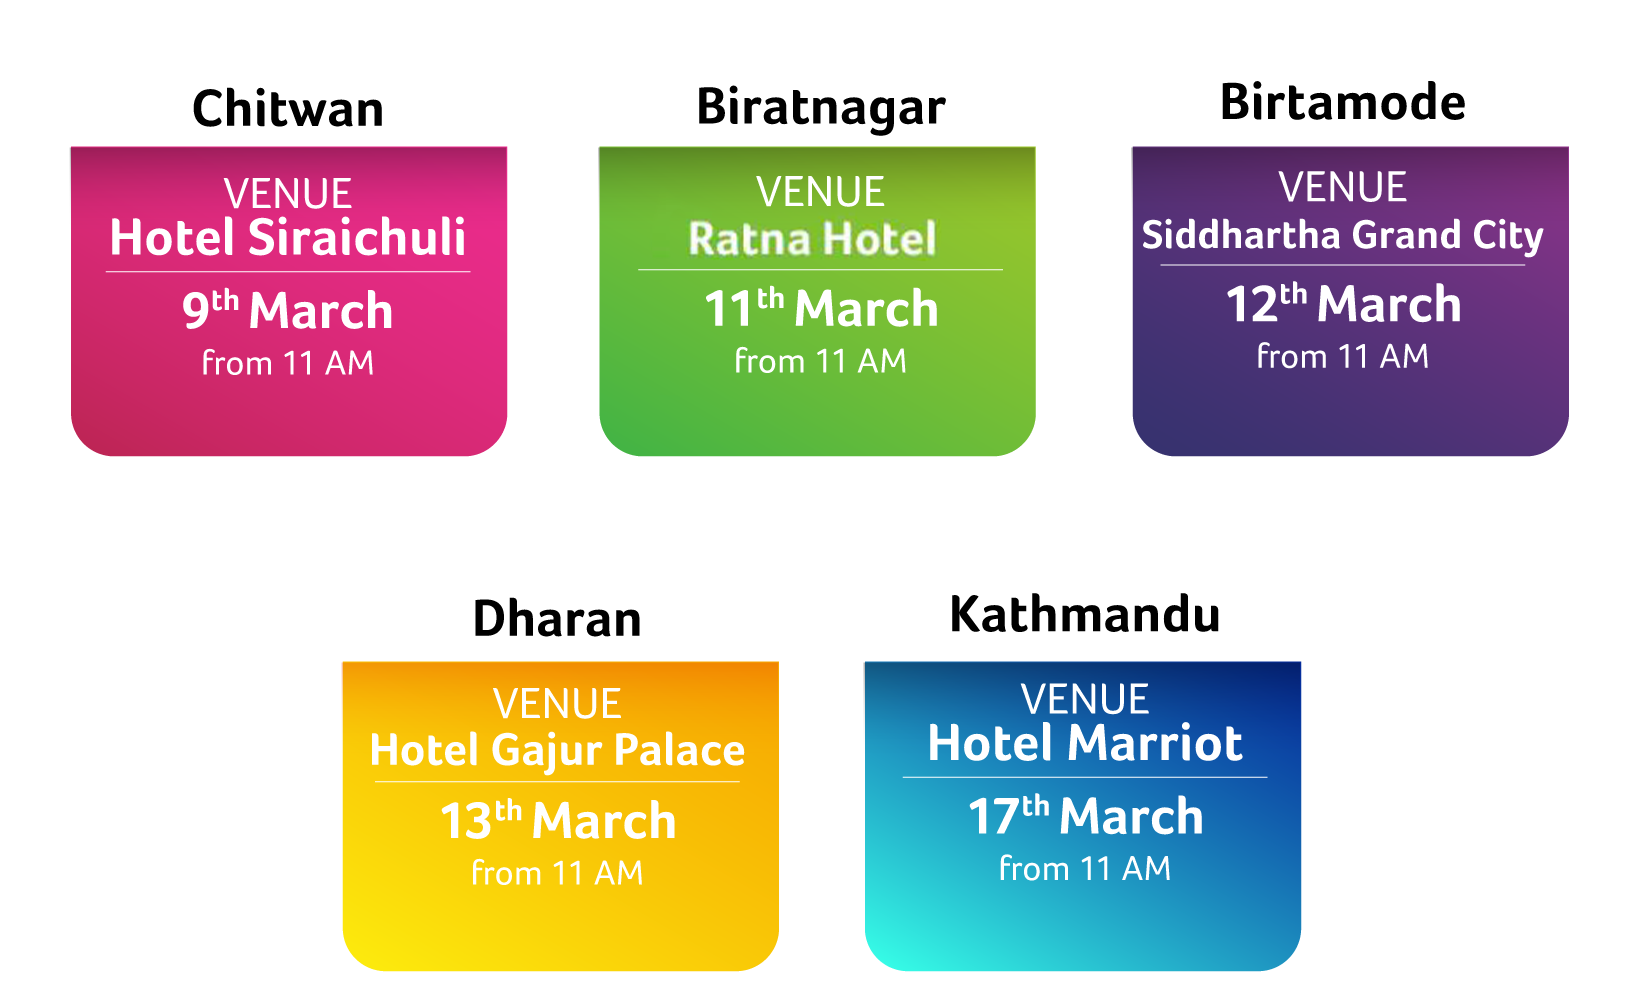 Chitwan
VENUE
Hotel Siraichuli
9th March
from 11 AM
Biratnagar
VENUE
Ratna Hotel
11th March
from 11 AM
Birtamode
VENUE
Siddhartha Grand City
12th March
from 11 AM
Dharan
VENUE
Hotel Gajur Palace
13th March
from 11 AM
Kathmandu
VENUE
Hotel Marriot
17th March
from 11 AM